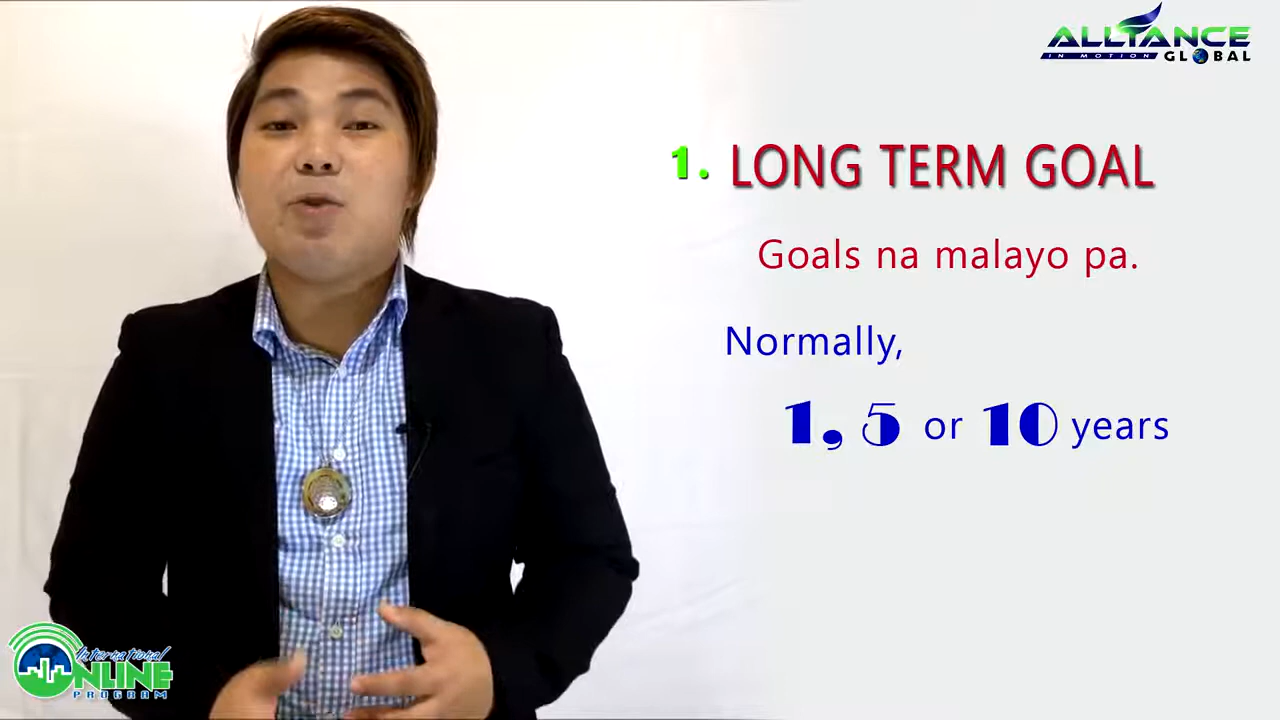 ALLIANCE
IN MOTION GLOBAL
1. LONG TERM GOAL
Goals na malayo pa.
Normally,
1, 5 or 10 years
International
ONLINE
PROGRAM